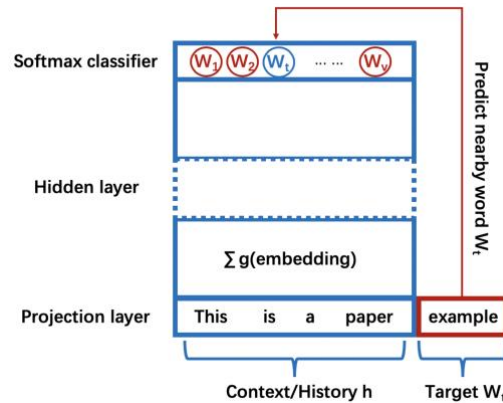 Softmax classifier
W1 W2 Wt ... ... Wv
Predict nearby word Wt
Hidden layer
∑ g(embedding)
Projection layer
This is a paper example
Context/History h
Target W